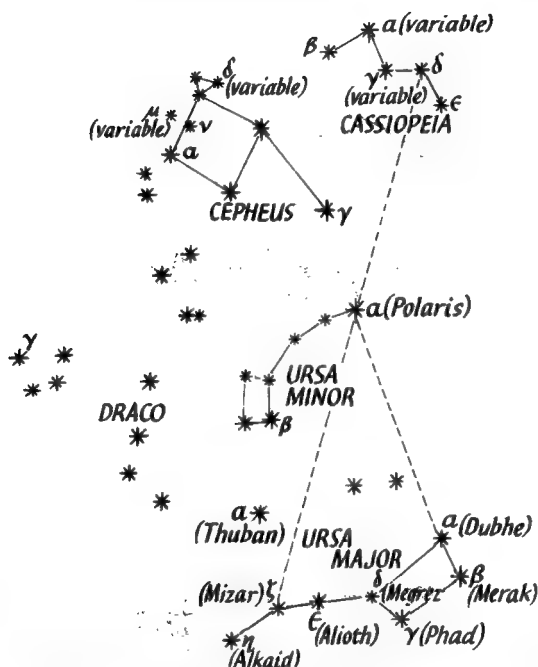 α (variable)
β
δ
γ
(variable)
ε
CASSIOPEIA
δ
(variable)
μ
(variable)
ν
α
CEPHEUS
γ
α (Polaris)
URSA
MINOR
β
γ
DRACO
α
(Thuban)
URSA
MAJOR
α (Dubhe)
(Mizar) ζ
ε
(Alioth)
δ
(Megrez
β
(Merak)
γ (Phad)
η
(Alkaid)